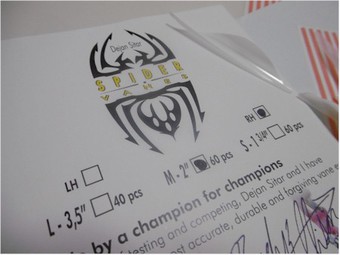 Dejan Sitar
SPIDER
VANES
LH RH
L - 3,5" 40 pcs M - 2" 60 pcs S - 1 3/4" 60 pcs
by a champion for champions
testing and competing, Dejan Sitar and I have
accurate, durable and forgiving vane